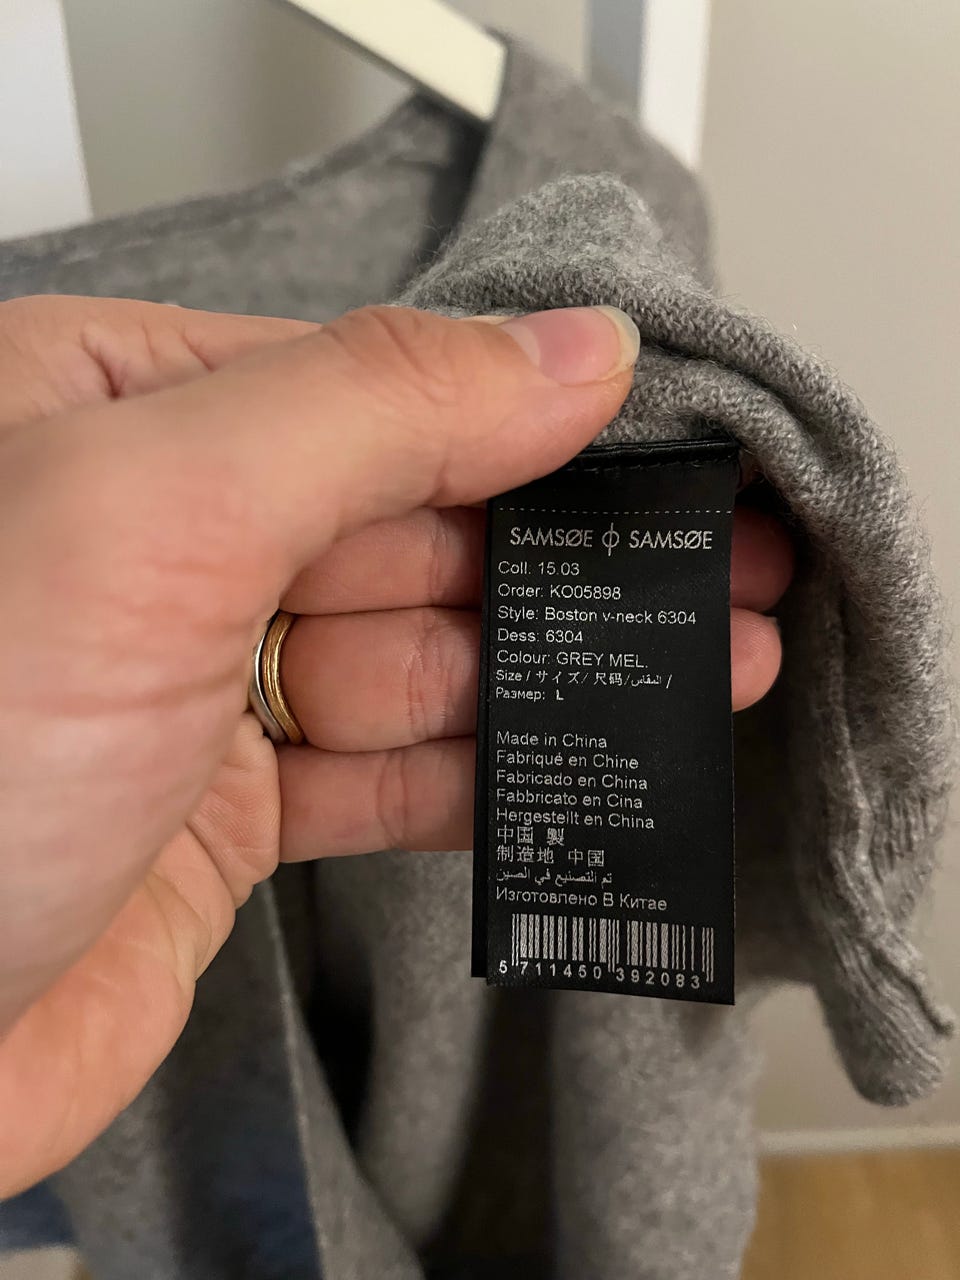 SAMSØE ϕ SAMSØE
Coll. 15.03
Order: KO05898
Style: Boston v-neck 6304
Dess: 6304
Colour: GREY MEL.
Size / サイズ / 尺码 / المقاس /
Размер: L
Made in China
Fabriqué en Chine
Fabricado en China
Fabbricato en Cina
Hergestellt en China
中国 製
制造地 中国
تم التصنيع في الصين
Изготовлено В Китае
5 711450 392083